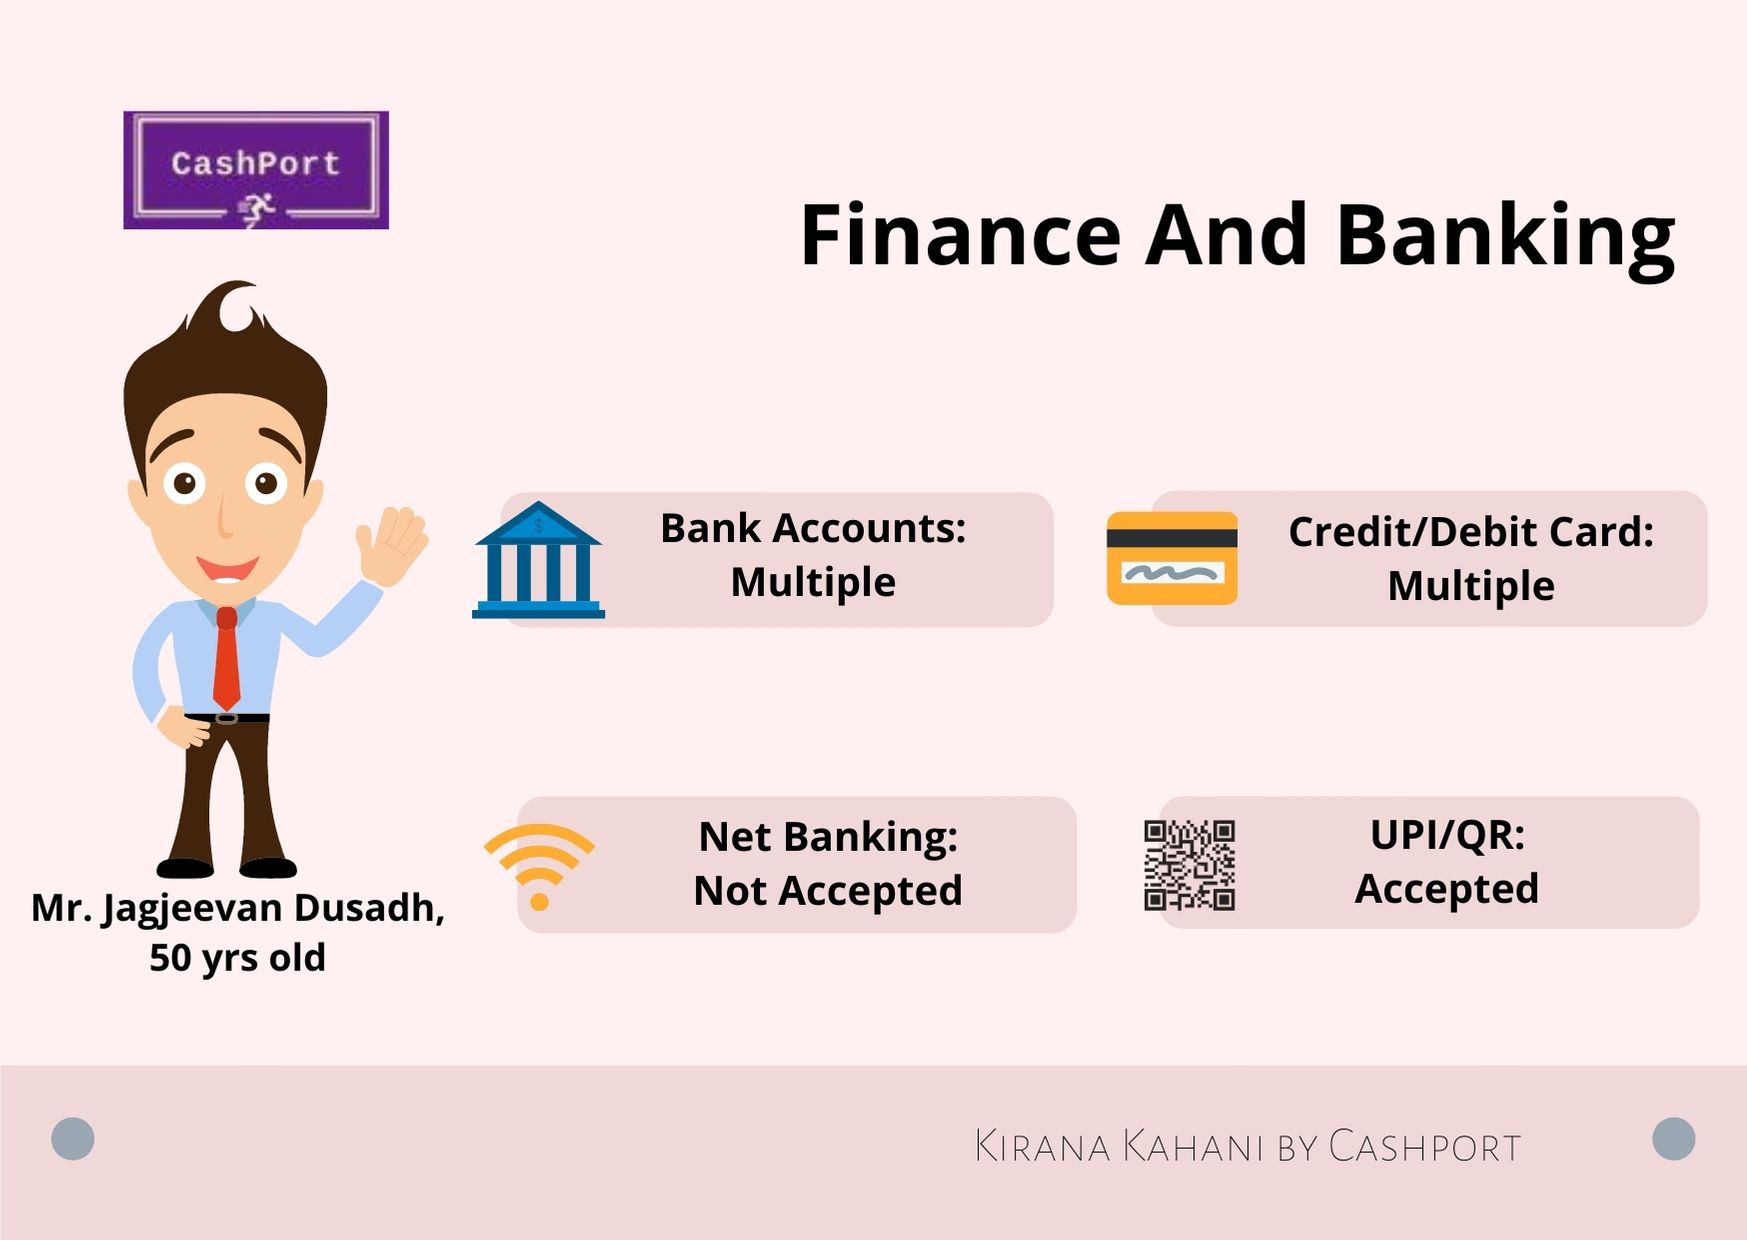 CashPort
Finance And Banking
Bank Accounts:
Multiple
Credit/Debit Card:
Multiple
Net Banking:
Not Accepted
UPI/QR:
Accepted
Mr. Jagjeevan Dusadh,
50 yrs old
Kirana Kahani by Cashport